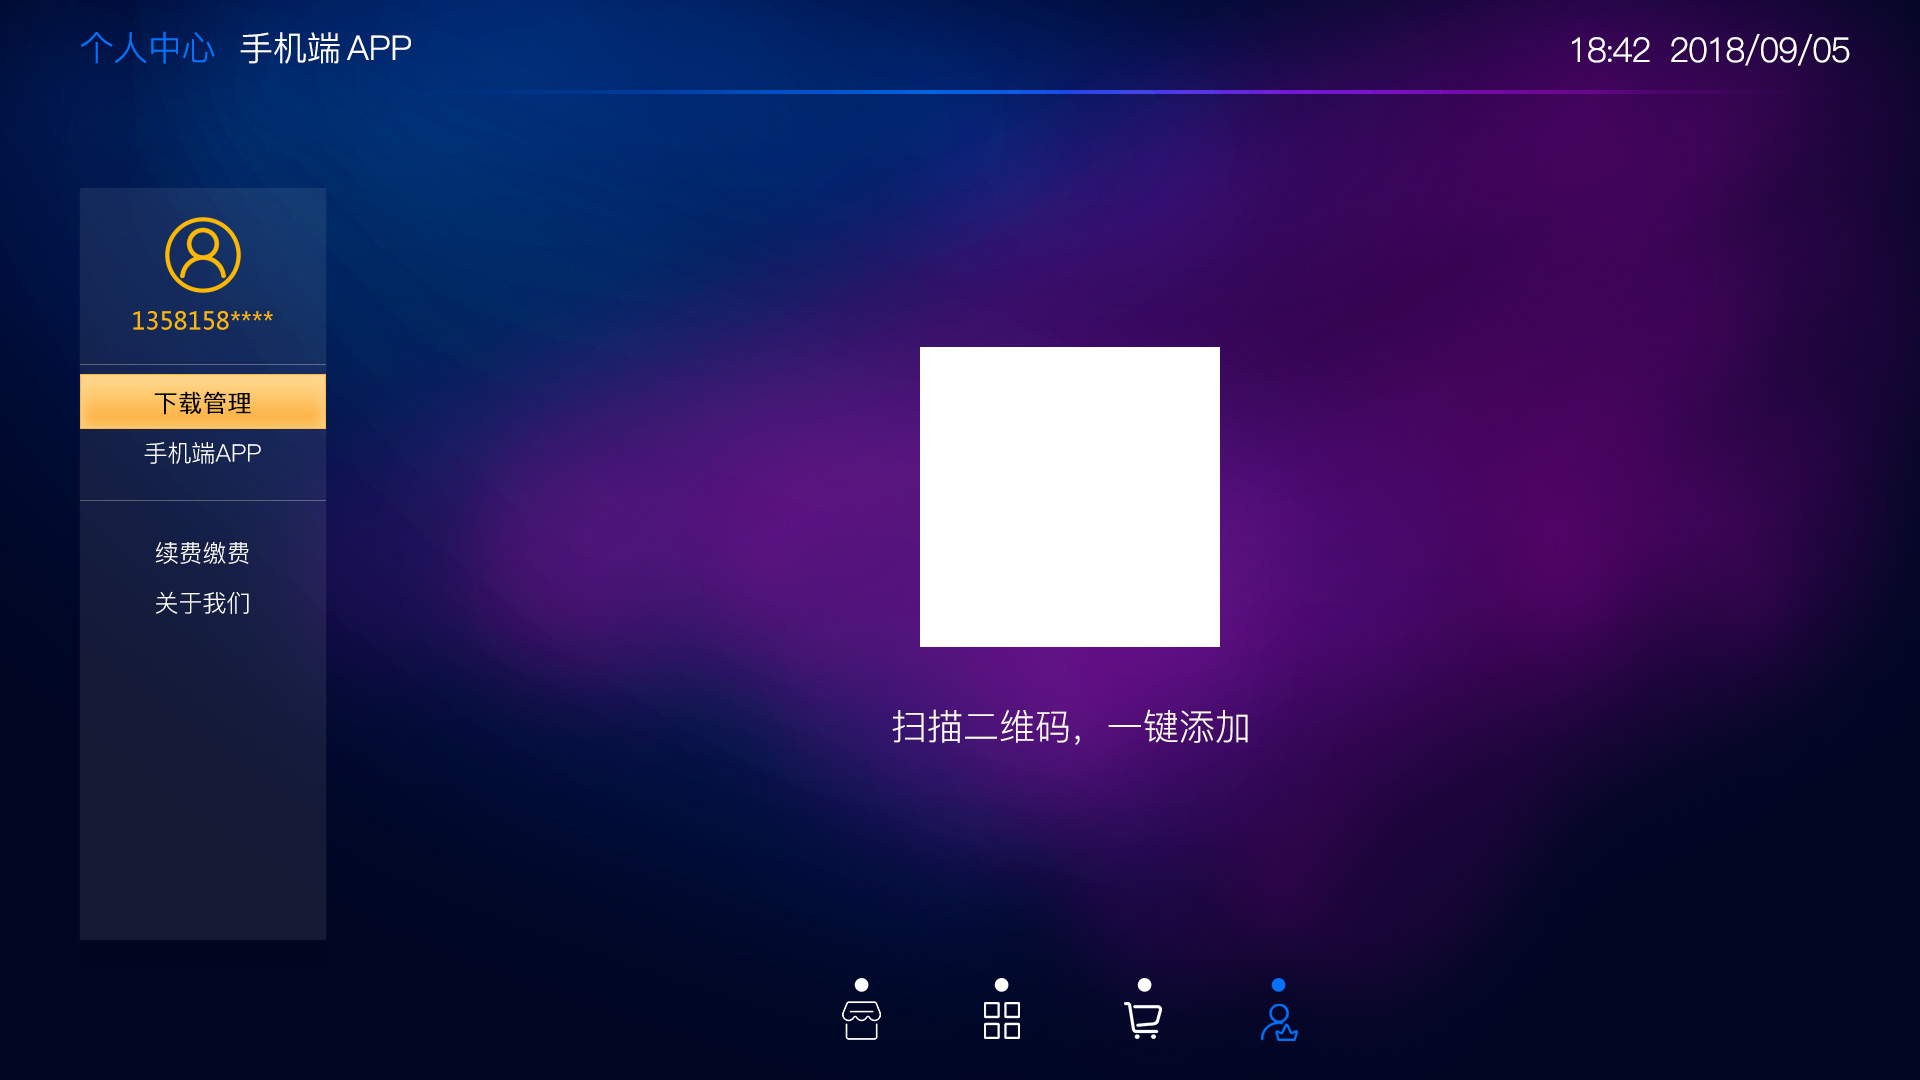 个人中心 手机端 APP
18:42 2018/09/05
1358158****
下载管理
手机端APP
续费缴费
关于我们
扫描二维码，一键添加